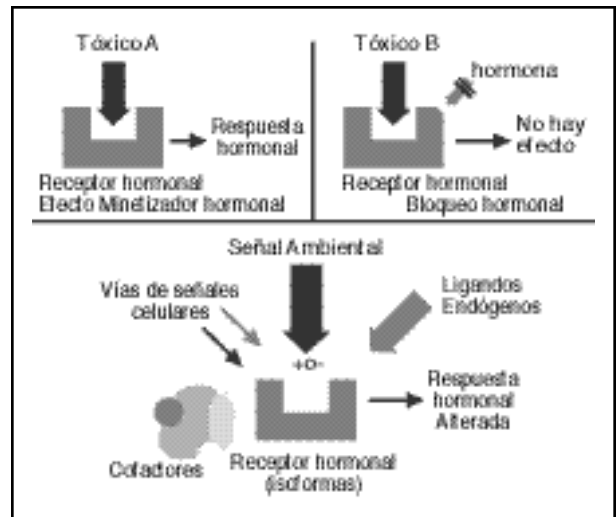 Tóxico A
Respuesta
hormonal
Receptor hormonal
Efecto Minetizador hormonal
Tóxico B
hormona
No hay
efecto
Receptor hormonal
Bloqueo hormonal
Señal Ambiental
Vías de señales
celulares
Ligandos
Endógenos
+o-
Respuesta
hormonal
Alterada
Cofactores
Receptor hormonal
(isoformas)